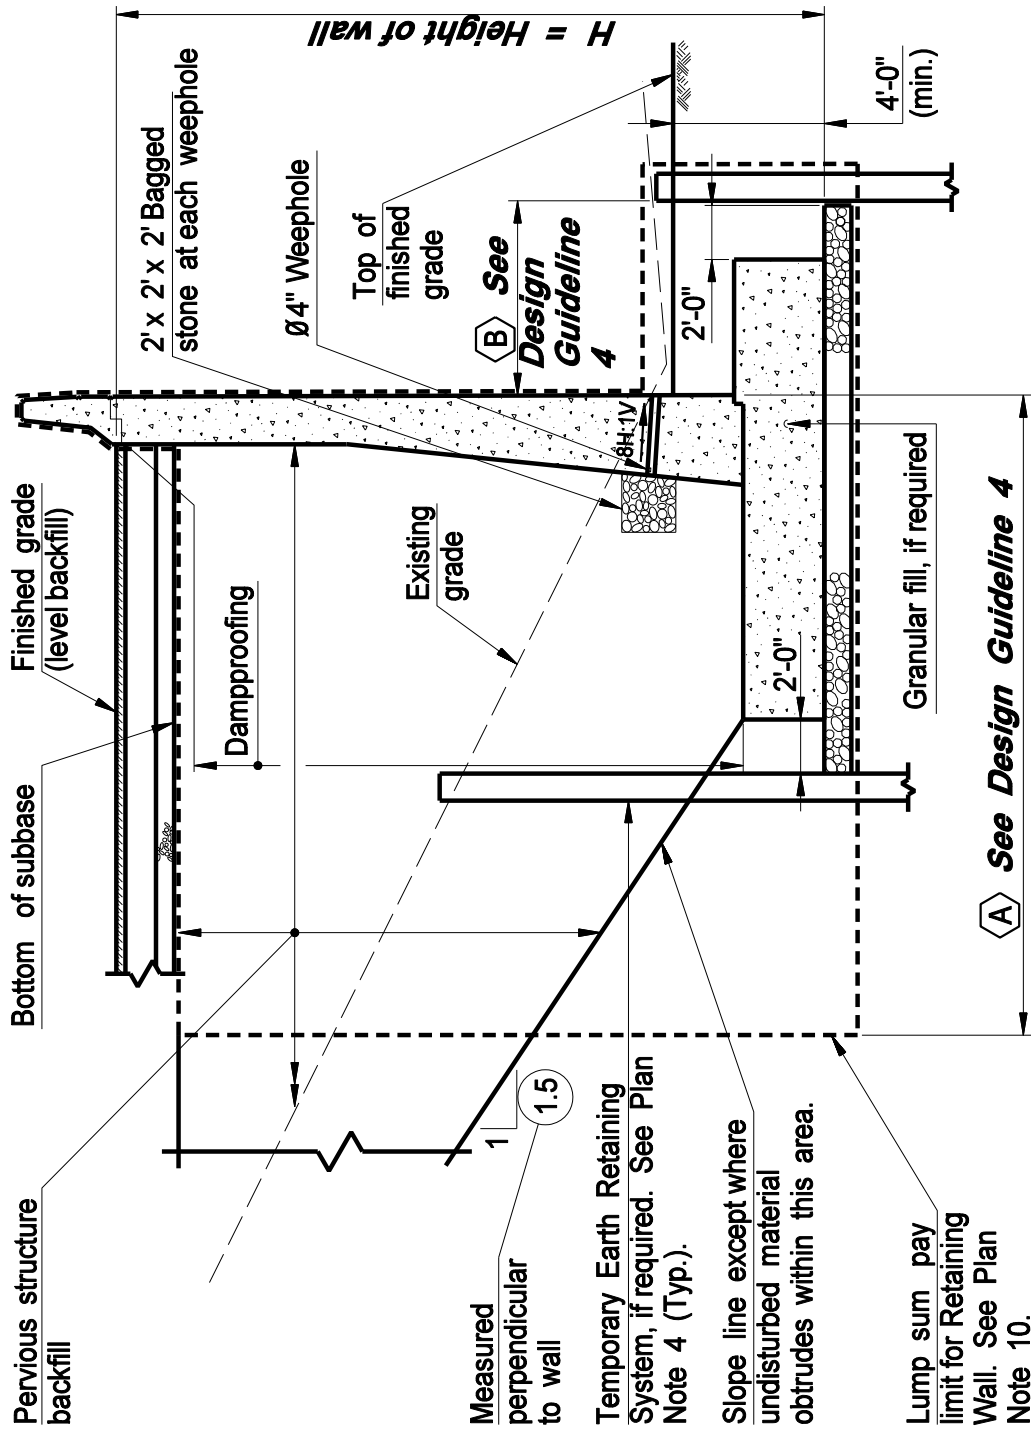 H = Height of
wall
2' x 2' x 2' Bagged
stone at each weephole
Ø4" Weephole
Top of
finished
grade
B See
Design
Guideline
4
4'-0"
(min.)
2'-0"
8H:1V
Finished grade
(level backfill)
Bottom of subbase
Dampproofing
Existing
grade
2'-0"
Granular fill, if required
A See Design Guideline 4
Pervious structure
backfill
1
1.5
Measured
perpendicular
to wall
Temporary Earth Retaining
System, if required. See Plan
Note 4 (Typ.).
Slope line except where
undisturbed material
obtrudes within this area.
Lump sum pay
limit for Retaining
Wall. See Plan
Note 10.